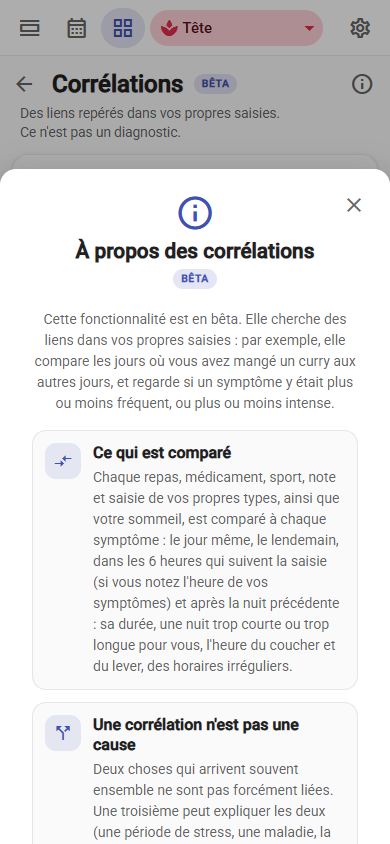 Tête
Corrélations BÊTA
Des liens repérés dans vos propres saisies.
Ce n'est pas un diagnostic.
À propos des corrélations
BÊTA
Cette fonctionnalité est en bêta. Elle cherche des
liens dans vos propres saisies : par exemple, elle
compare les jours où vous avez mangé un curry aux
autres jours, et regarde si un symptôme y était plus
ou moins fréquent, ou plus ou moins intense.
Ce qui est comparé
Chaque repas, médicament, sport, note
et saisie de vos propres types, ainsi que
votre sommeil, est comparé à chaque
symptôme : le jour même, le lendemain,
dans les 6 heures qui suivent la saisie
(si vous notez l'heure de vos
symptômes) et après la nuit précédente
: sa durée, une nuit trop courte ou trop
longue pour vous, l'heure du coucher et
du lever, des horaires irréguliers.
Une corrélation n'est pas une
cause
Deux choses qui arrivent souvent
ensemble ne sont pas forcément liées.
Une troisième peut expliquer les deux
(une période de stress, une maladie, la